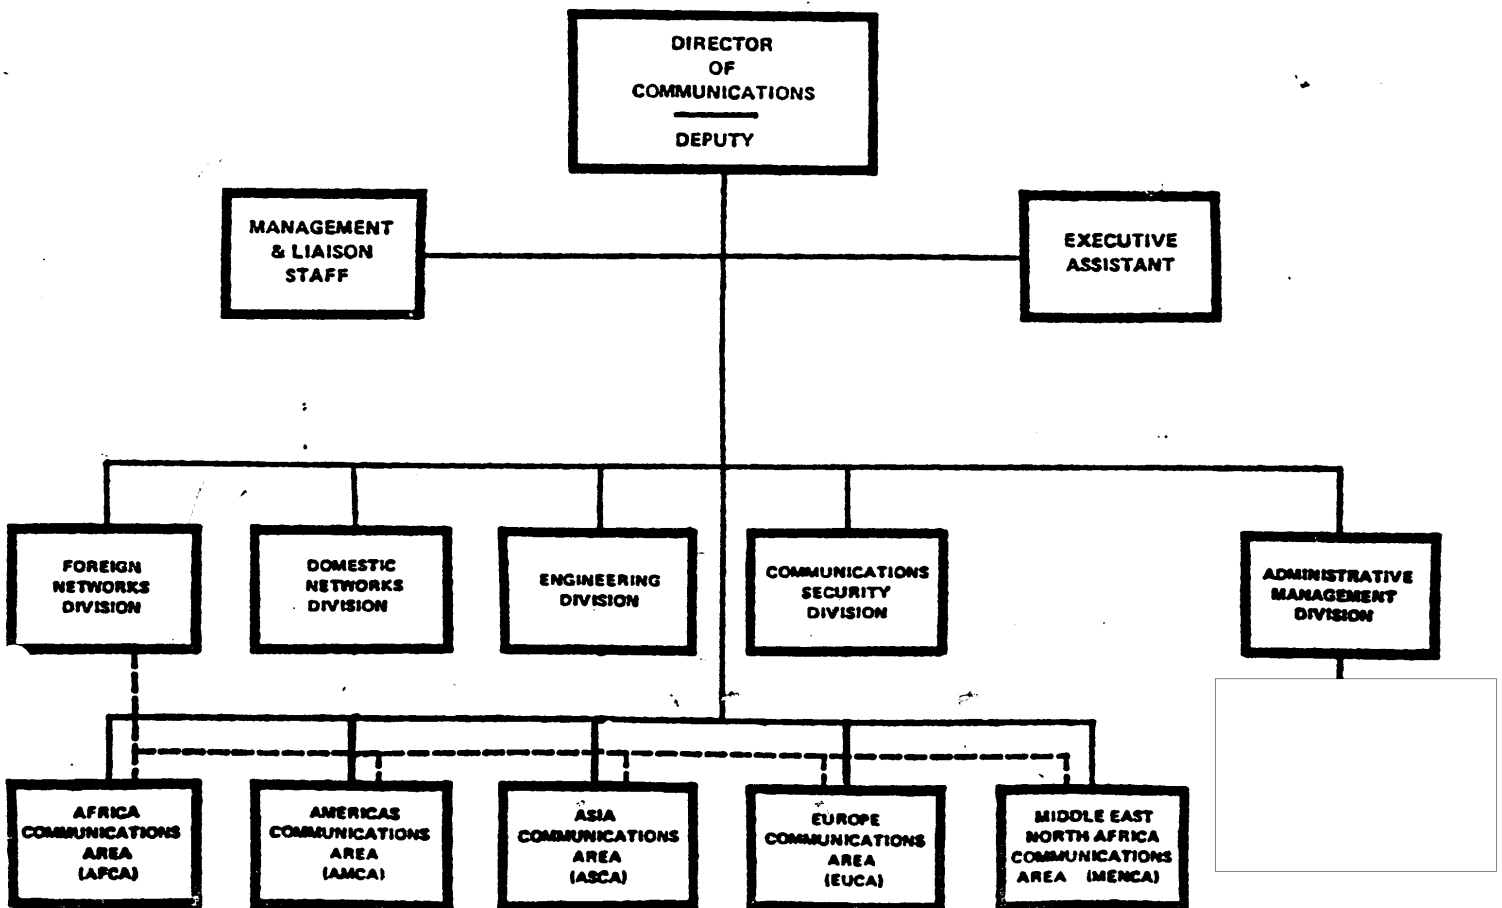 DIRECTOR
OF
COMMUNICATIONS
DEPUTY
MANAGEMENT
& LIAISON
STAFF
EXECUTIVE
ASSISTANT
FOREIGN
NETWORKS
DIVISION
DOMESTIC
NETWORKS
DIVISION
ENGINEERING
DIVISION
COMMUNICATIONS
SECURITY
DIVISION
ADMINISTRATIVE
MANAGEMENT
DIVISION
AFRICA
COMMUNICATIONS
AREA
(AFCA)
AMERICAS
COMMUNICATIONS
AREA
(AMCA)
ASIA
COMMUNICATIONS
AREA
(ASCA)
EUROPE
COMMUNICATIONS
AREA
(EUCA)
MIDDLE EAST
NORTH AFRICA
COMMUNICATIONS
AREA (MENCA)